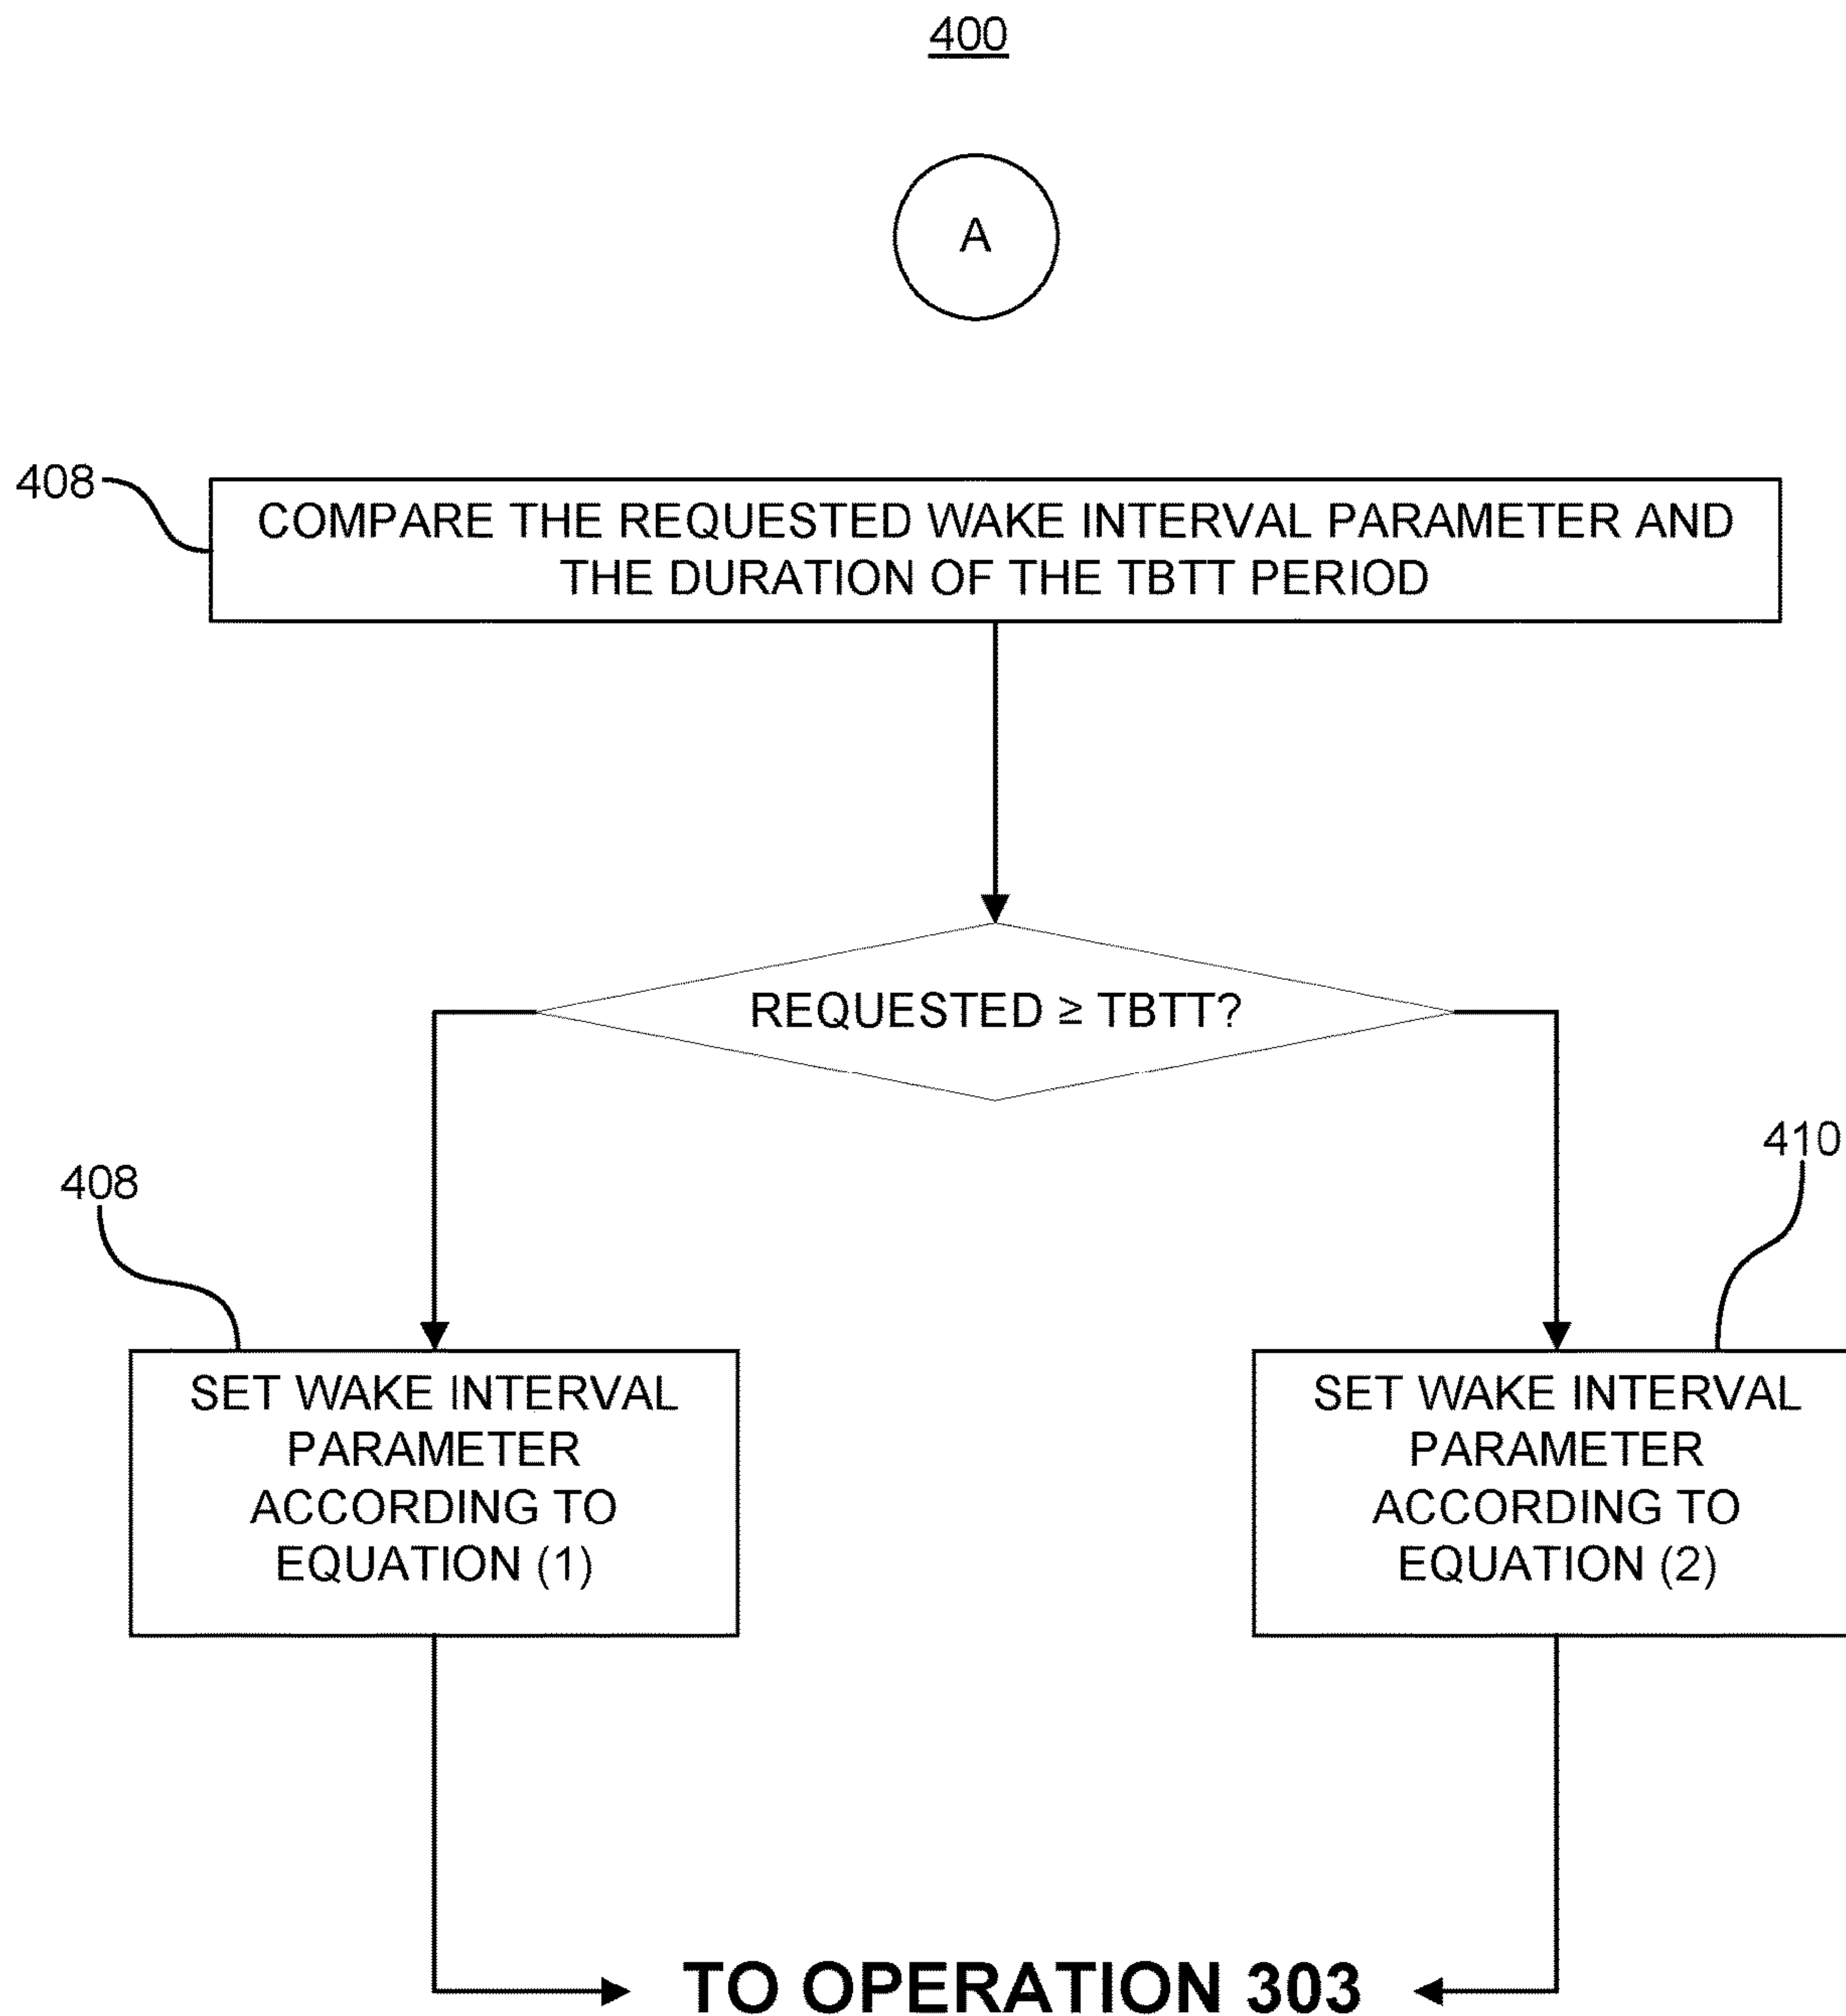 400
A
408
COMPARE THE REQUESTED WAKE INTERVAL PARAMETER AND
THE DURATION OF THE TBTT PERIOD
REQUESTED ≥ TBTT?
408
410
SET WAKE INTERVAL
PARAMETER
ACCORDING TO
EQUATION (1)
SET WAKE INTERVAL
PARAMETER
ACCORDING TO
EQUATION (2)
TO OPERATION 303